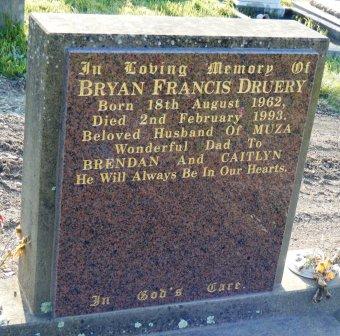 In Loving Memory Of
BRYAN FRANCIS DRUERY
Born 18th August 1962,
Died 2nd February 1993.
Beloved Husband Of MUZA
Wonderful Dad To
BRENDAN And CAITLYN
He Will Always Be In Our Hearts.
In God's Care.